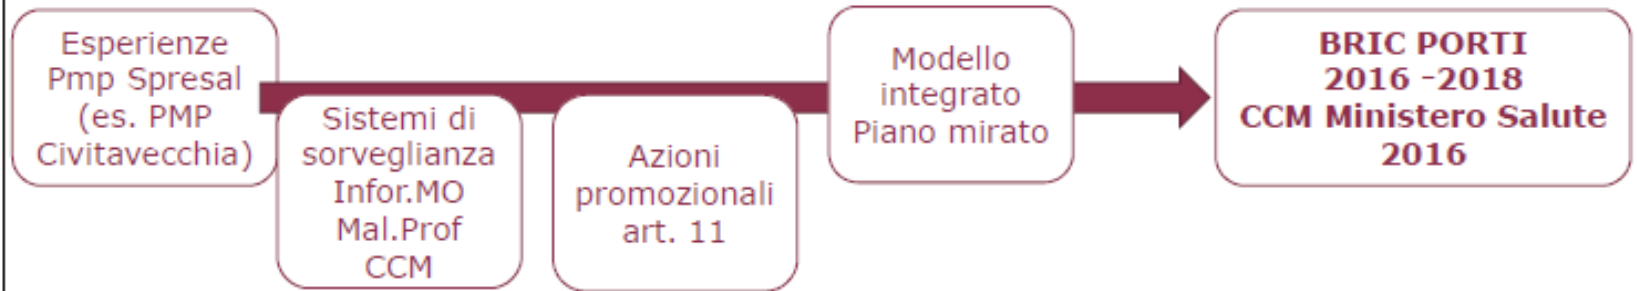 Esperienze
Pmp Spresal
(es. PMP
Civitavecchia)
Sistemi di
sorveglianza
Infor.MO
Mal.Prof
CCM
Azioni
promozionali
art. 11
Modello
integrato
Piano mirato
BRIC PORTI
2016 -2018
CCM Ministero Salute
2016